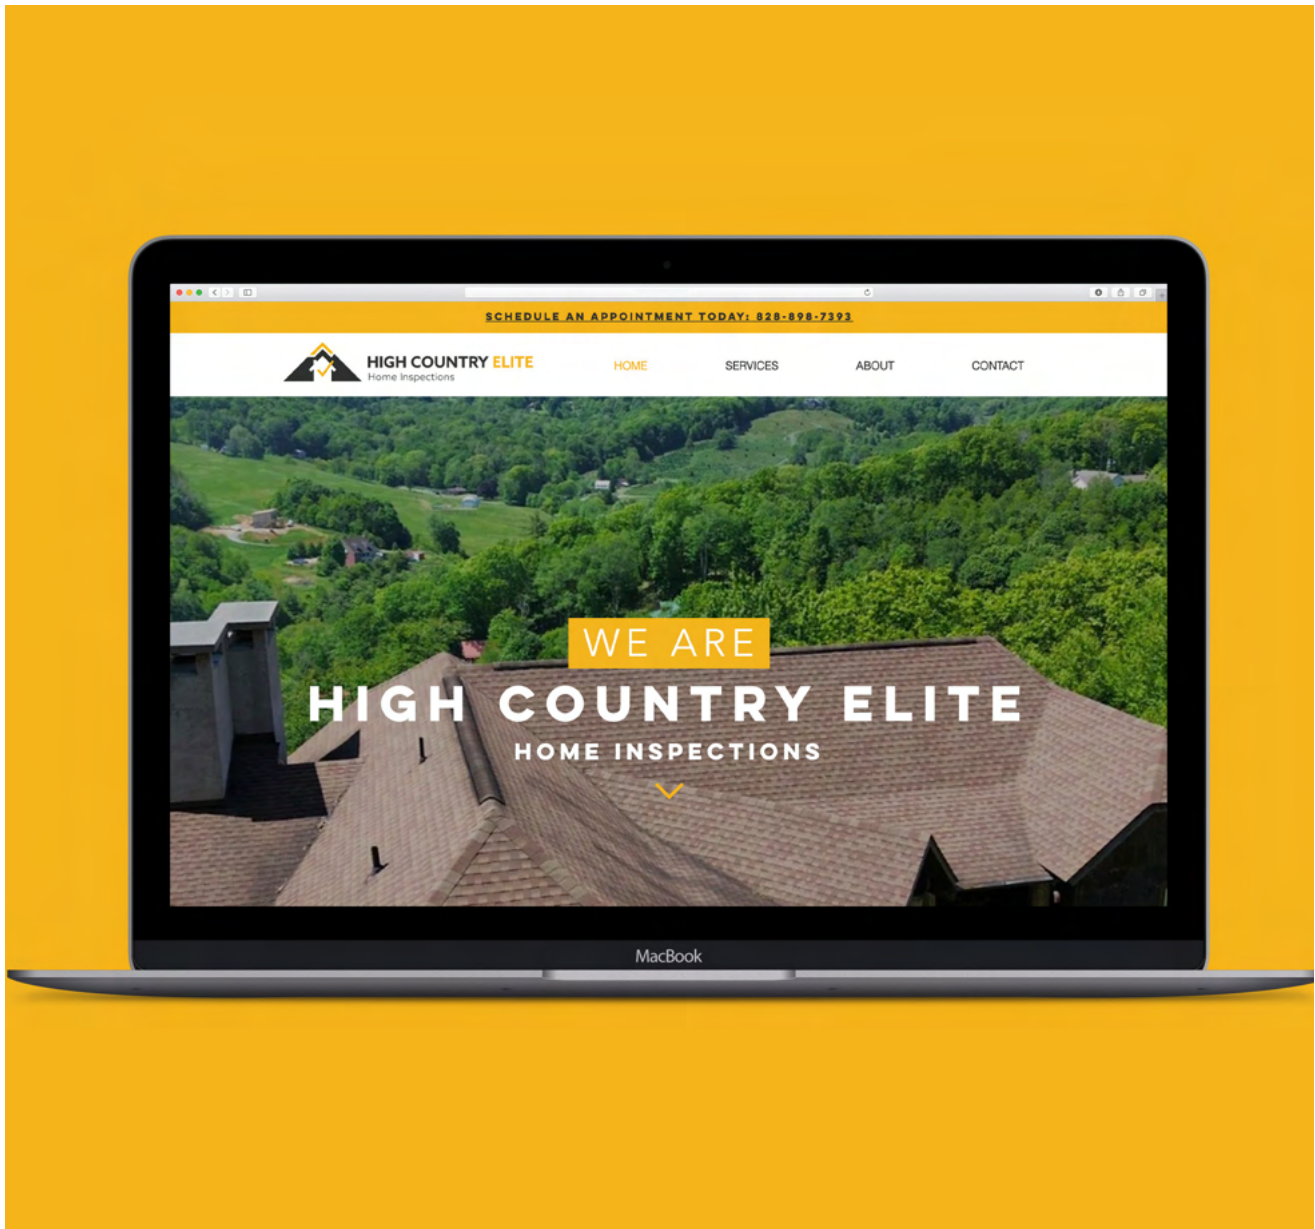 SCHEDULE AN APPOINTMENT TODAY: 828-898-7393
HIGH COUNTRY ELITE
Home Inspections
HOME SERVICES ABOUT CONTACT
WE ARE
HIGH COUNTRY ELITE
HOME INSPECTIONS
MacBook